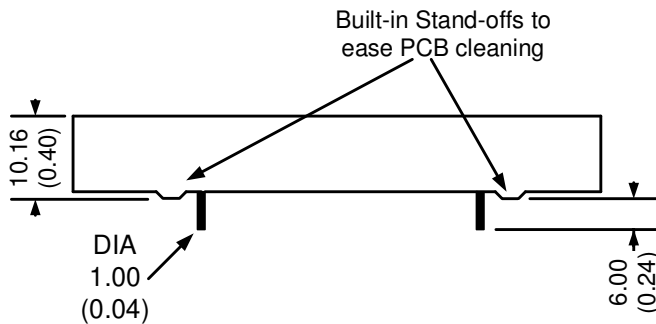 Built-in Stand-offs to
ease PCB cleaning
10.16
(0.40)
DIA
1.00
(0.04)
6.00
(0.24)